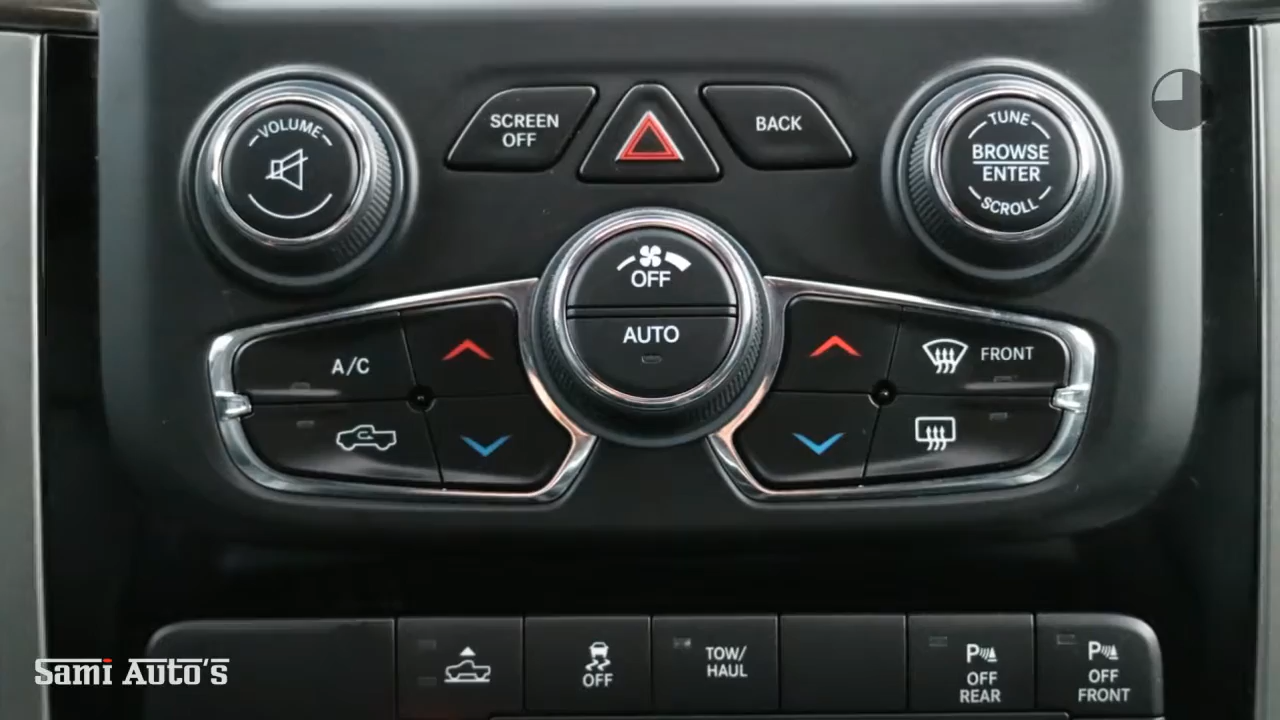 VOLUME
SCREEN
OFF
BACK
TUNE
BROWSE
ENTER
SCROLL
OFF
AUTO
A/C
FRONT
OFF
TOW/
HAUL
P
OFF
REAR
P
OFF
FRONT
Sami Auto's